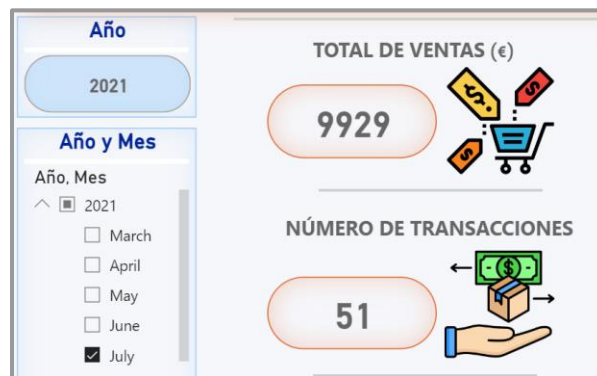 Año
2021
Año y Mes
Año, Mes
2021
March
April
May
June
July
TOTAL DE VENTAS (€)
9929
NÚMERO DE TRANSACCIONES
51